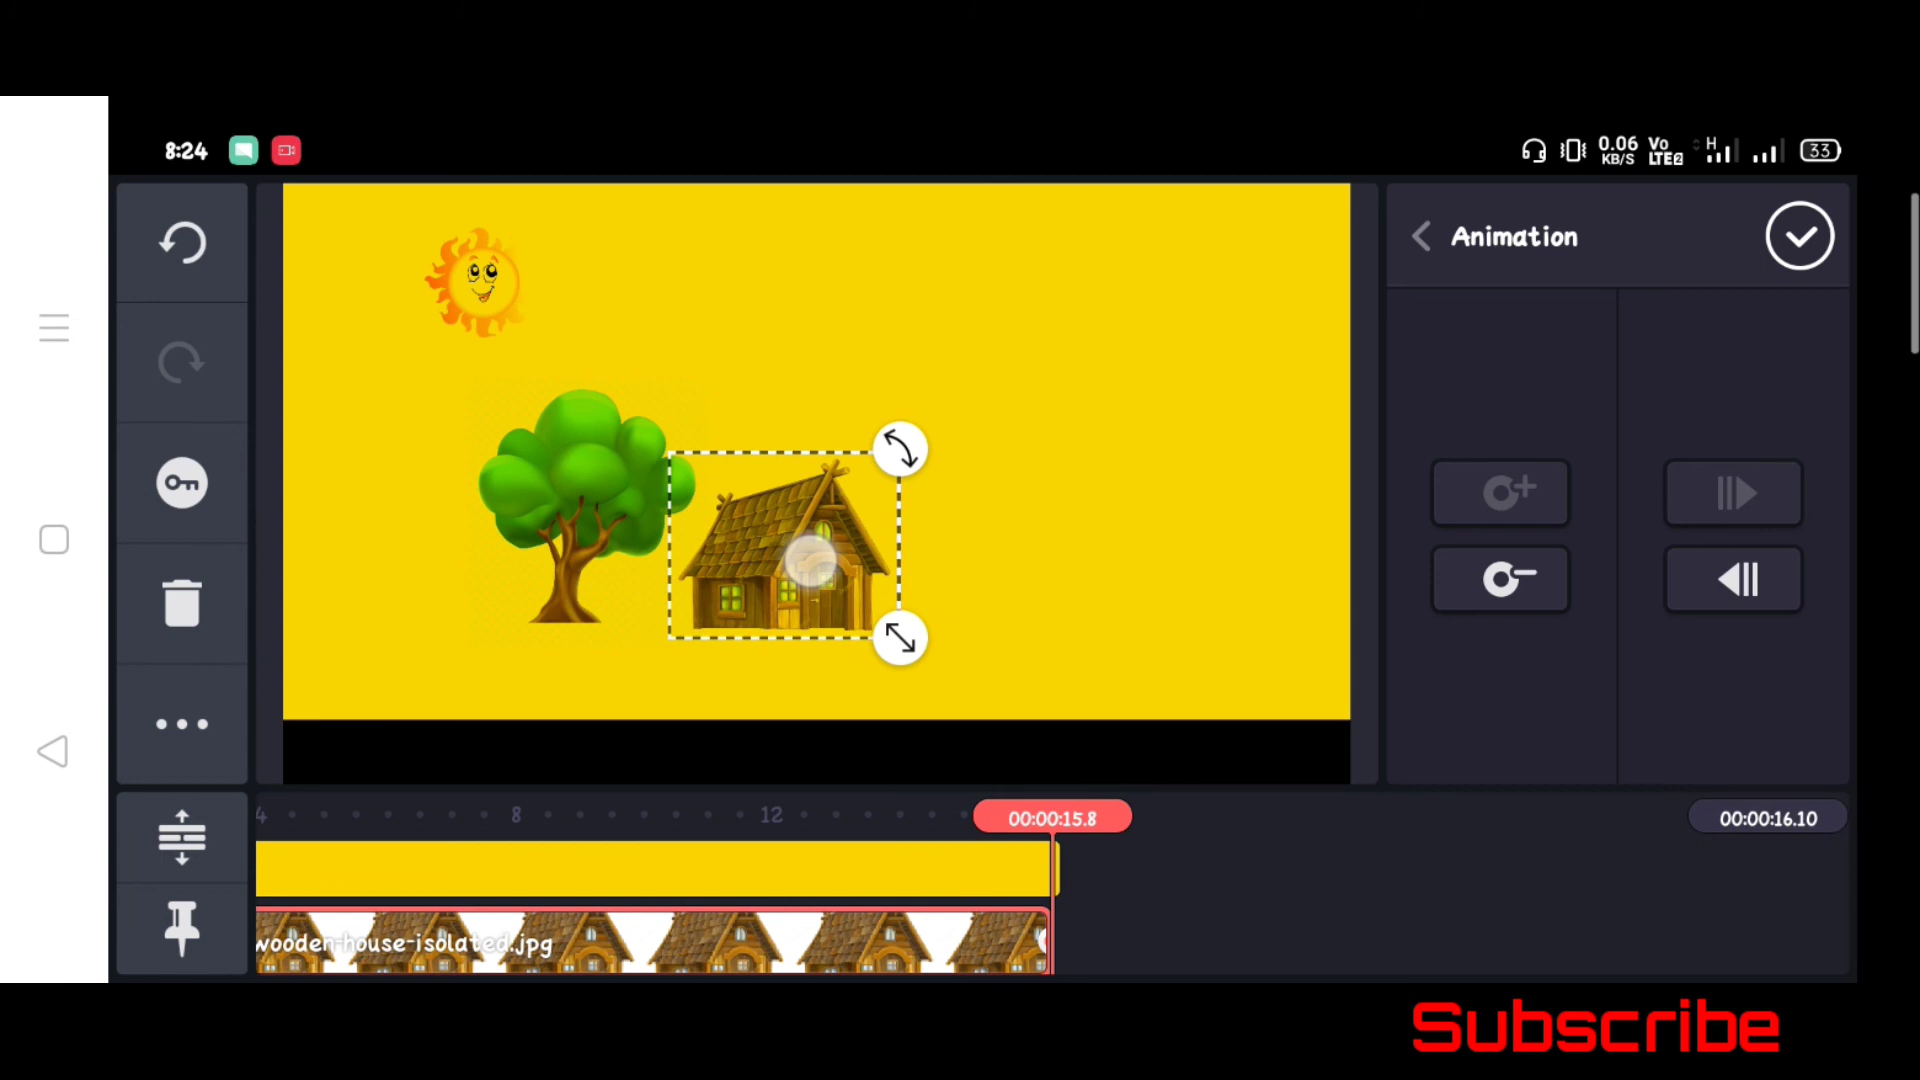 8:24
0.06
KB/S
Vo
LTE2
H
33
Animation
4
8
12
00:00:15.8
00:00:16.10
wooden-house-isolated.jpg
Subscribe